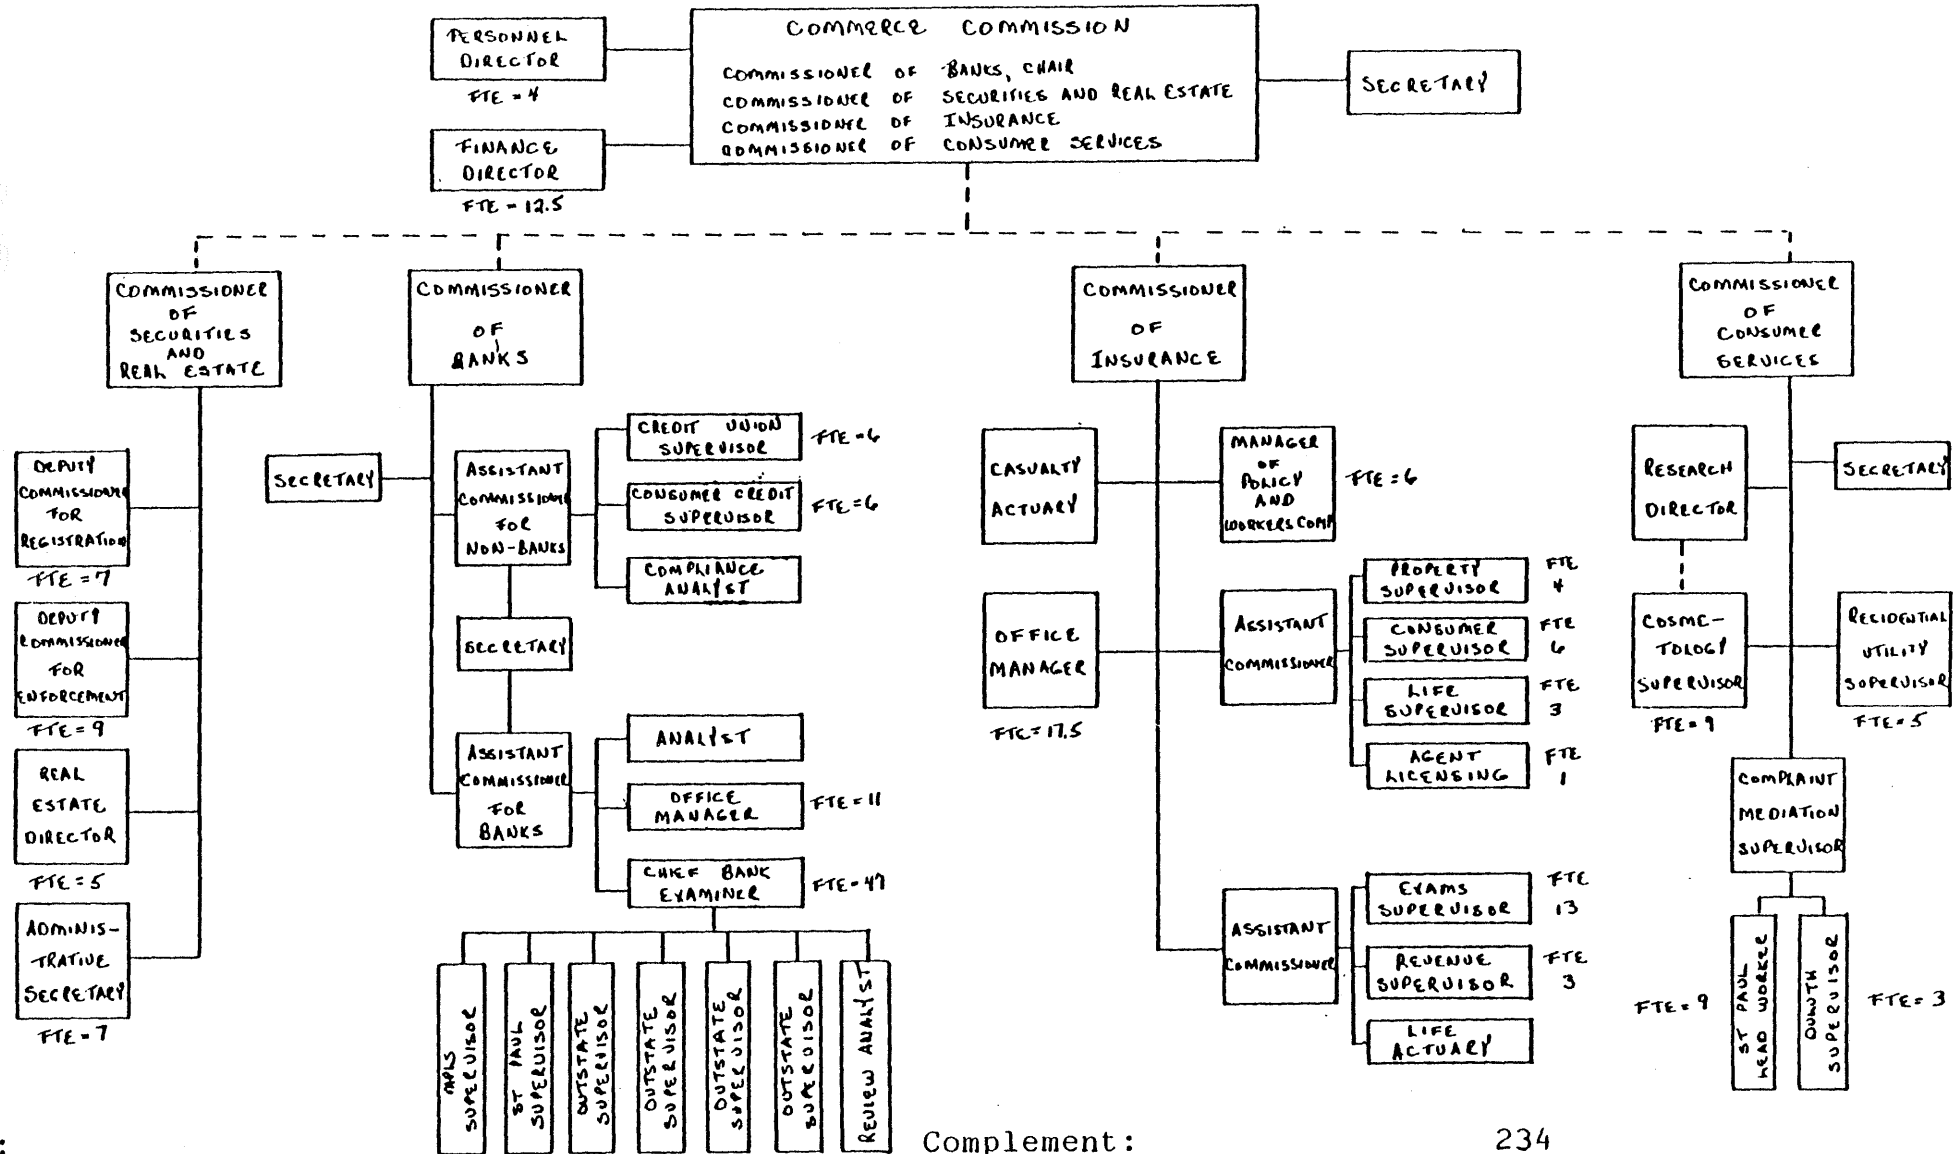 PERSONNEL
DIRECTOR
FTE = 4
FINANCE
DIRECTOR
FTE = 12.5
COMMERCE COMMISSION
COMMISSIONER OF BANKS, CHAIR
COMMISSIONER OF SECURITIES AND REAL ESTATE
COMMISSIONER OF INSURANCE
COMMISSIONER OF CONSUMER SERVICES
SECRETARY
COMMISSIONER
OF
SECURITIES
AND
REAL ESTATE
DEPUTY
COMMISSIONER
FOR
REGISTRATION
FTE = 7
DEPUTY
COMMISSIONER
FOR
ENFORCEMENT
FTE = 9
REAL
ESTATE
DIRECTOR
FTE = 5
ADMINIS-
TRATIVE
SECRETARY
FTE = 7
COMMISSIONER
OF
BANKS
SECRETARY
ASSISTANT
COMMISSIONER
FOR
NON-BANKS
CREDIT UNION
SUPERVISOR
FTE = 6
CONSUMER CREDIT
SUPERVISOR
FTE = 6
COMPLIANCE
ANALYST
SECRETARY
ASSISTANT
COMMISSIONER
FOR
BANKS
ANALYST
OFFICE
MANAGER
FTE = 11
CHIEF BANK
EXAMINER
FTE = 47
MPLS
SUPERVISOR
ST PAUL
SUPERVISOR
OUTSTATE
SUPERVISOR
OUTSTATE
SUPERVISOR
OUTSTATE
SUPERVISOR
OUTSTATE
SUPERVISOR
REVIEW ANALYST
COMMISSIONER
OF
INSURANCE
CASUALTY
ACTUARY
MANAGER
OF
POLICY
AND
WORKERS COMP
FTE = 6
OFFICE
MANAGER
FTE = 17.5
ASSISTANT
COMMISSIONER
PROPERTY
SUPERVISOR
FTE
4
CONSUMER
SUPERVISOR
FTE
6
LIFE
SUPERVISOR
FTE
3
AGENT
LICENSING
FTE
1
ASSISTANT
COMMISSIONER
EXAMS
SUPERVISOR
FTE
13
REVENUE
SUPERVISOR
FTE
3
LIFE
ACTUARY
COMMISSIONER
OF
CONSUMER
SERVICES
RESEARCH
DIRECTOR
SECRETARY
COSME-
TOLOGY
SUPERVISOR
FTE = 9
RESIDENTIAL
UTILITY
SUPERVISOR
FTE = 5
COMPLAINT
MEDIATION
SUPERVISOR
FTE = 9
ST PAUL
HEAD WORKER
DULUTH
SUPERVISOR
FTE = 3
:
Complement: 234